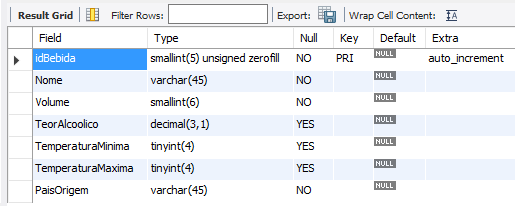 Result Grid Filter Rows: Export: Wrap Cell Content:
Field Type Null Key Default Extra
idBebida smallint(5) unsigned zerofill NO PRI NULL auto_increment
Nome varchar(45) NO NULL
Volume smallint(6) NO NULL
TeorAlcoolico decimal(3,1) YES NULL
TemperaturaMinima tinyint(4) YES NULL
TemperaturaMaxima tinyint(4) YES NULL
PaisOrigem varchar(45) NO NULL